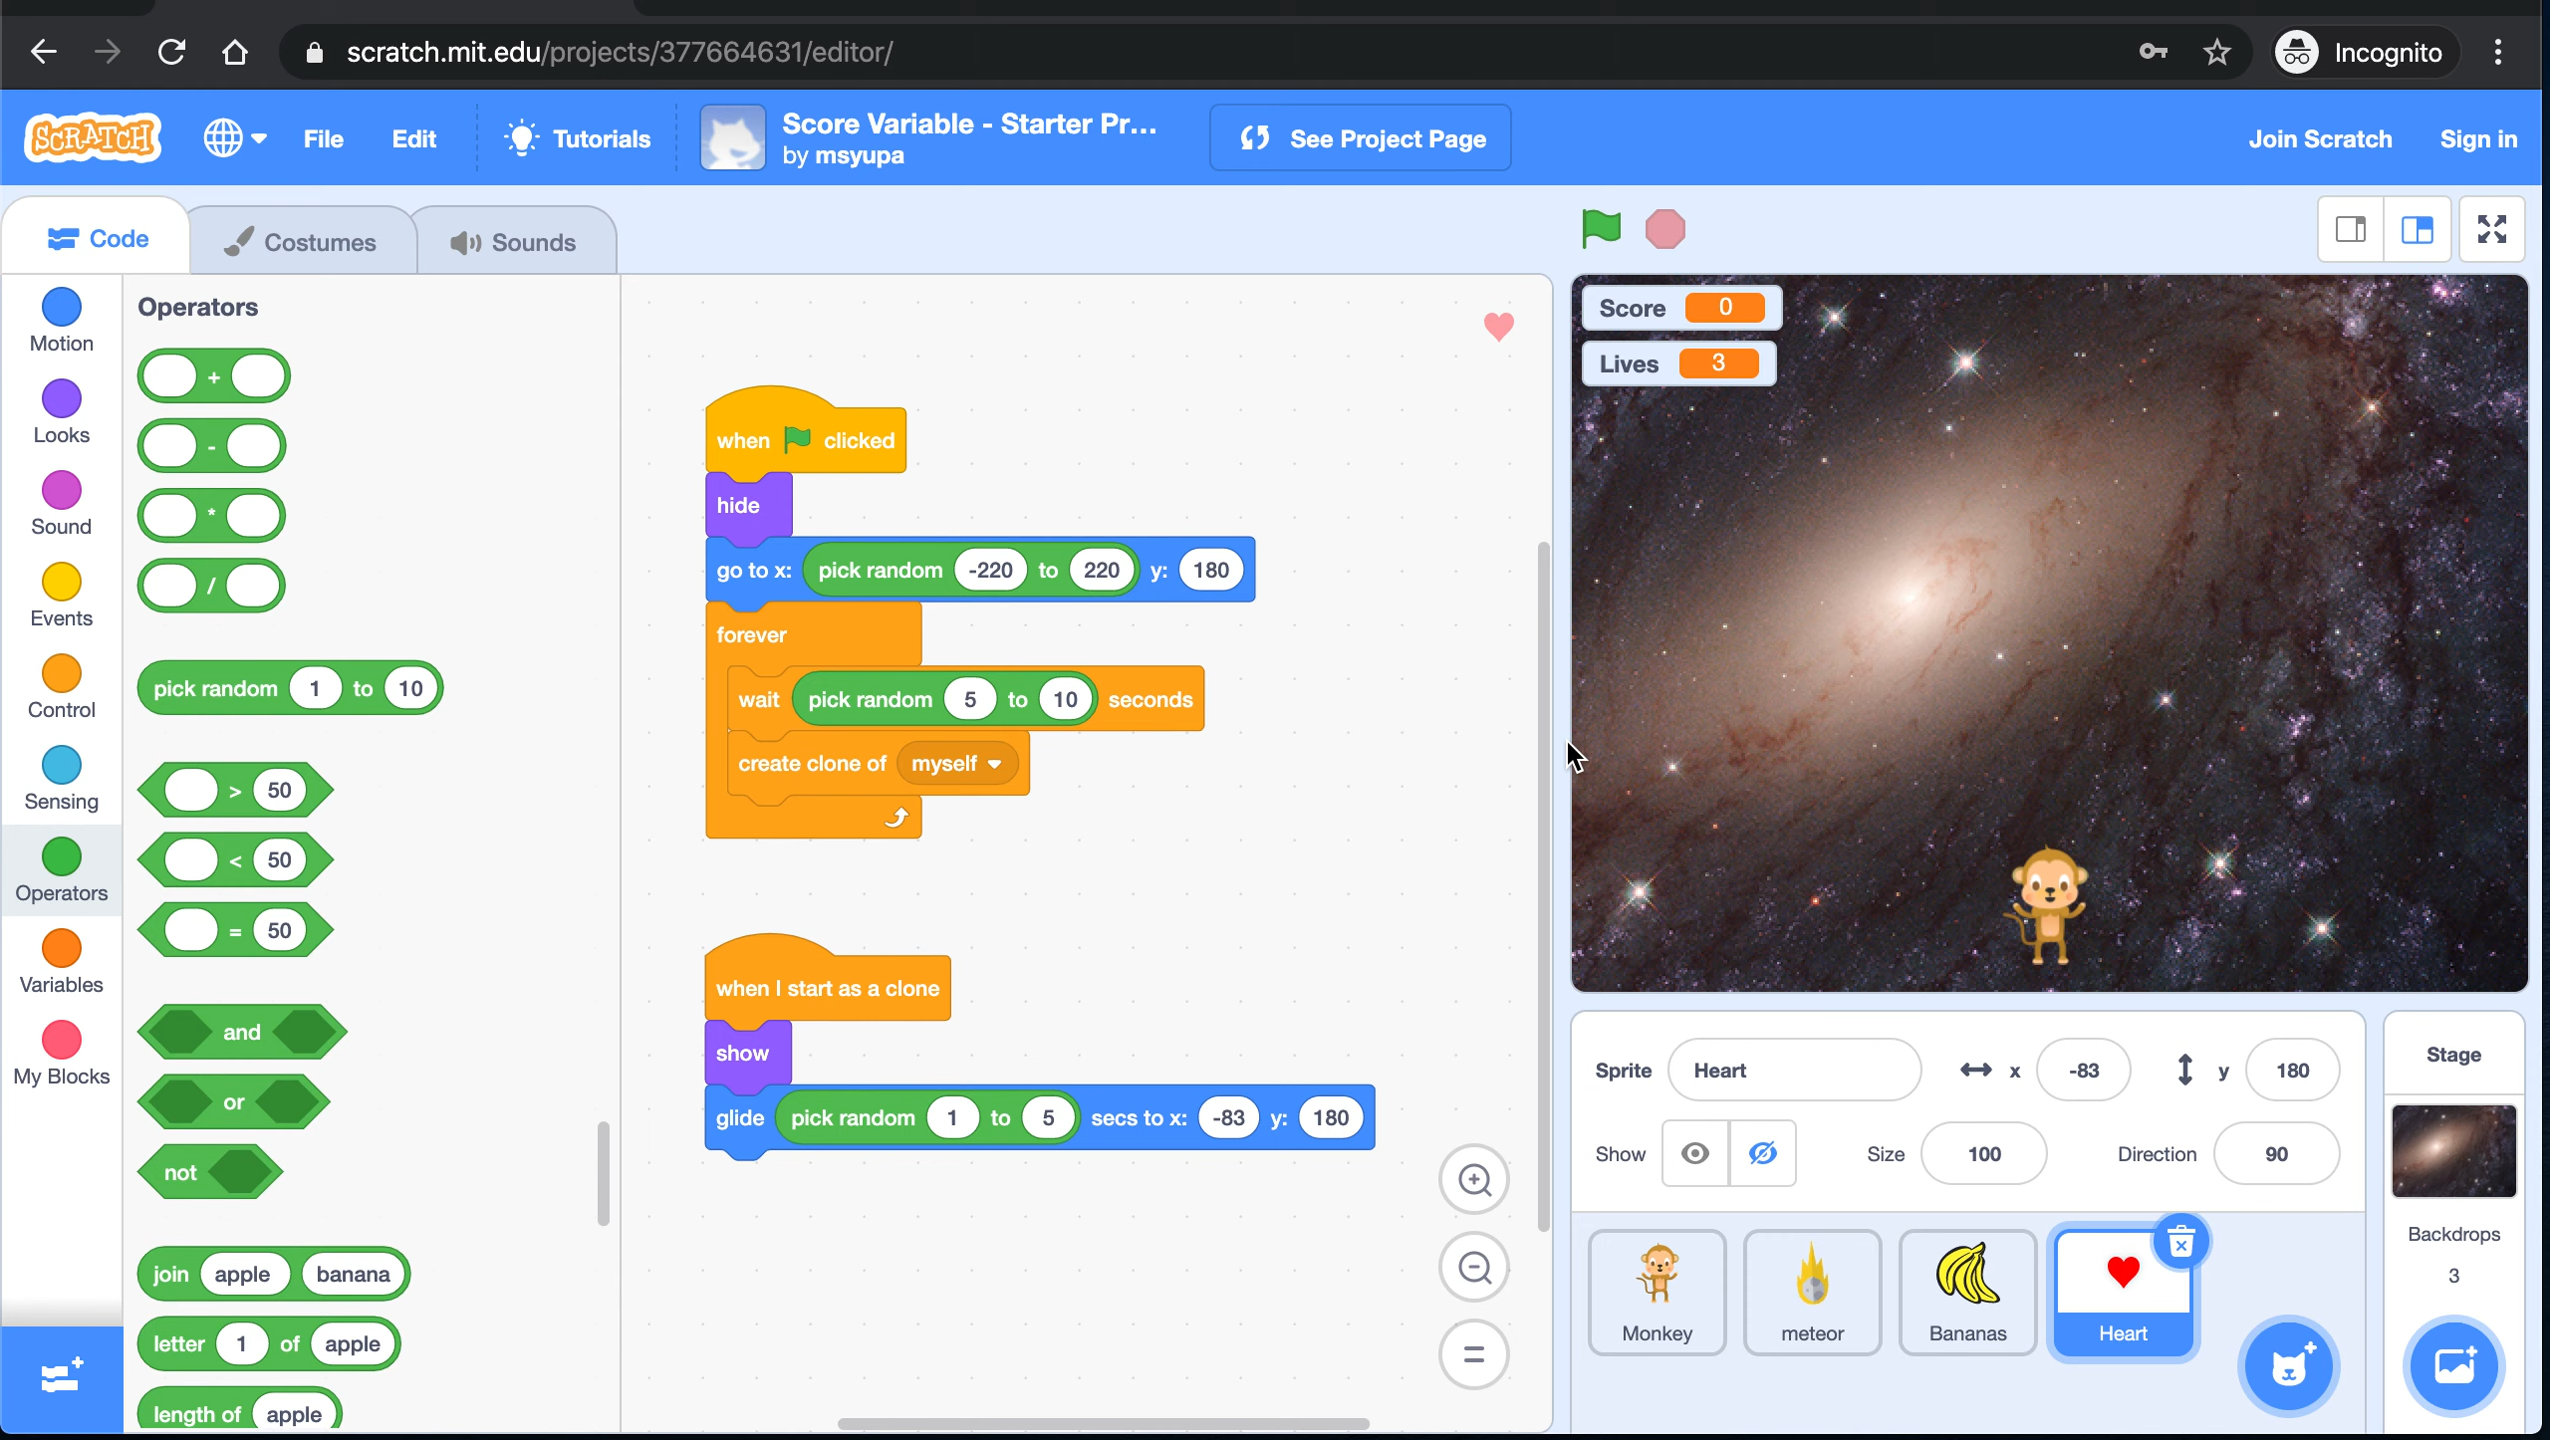 scratch.mit.edu/projects/377664631/editor/
Incognito
SCRATCH
File
Edit
Tutorials
Score Variable - Starter Pr...
by msyupa
See Project Page
Join Scratch
Sign in
Code
Costumes
Sounds
Motion
Looks
Sound
Events
Control
Sensing
Operators
Variables
My Blocks
Operators
+
-
*
/
pick random 1 to 10
> 50
< 50
= 50
and
or
not
join apple banana
letter 1 of apple
length of apple
when clicked
hide
go to x: pick random -220 to 220 y: 180
forever
wait pick random 5 to 10 seconds
create clone of myself
when I start as a clone
show
glide pick random 1 to 5 secs to x: -83 y: 180
Score 0
Lives 3
Sprite Heart x -83 y 180
Show Size 100 Direction 90
Monkey
meteor
Bananas
Heart
Stage
Backdrops
3